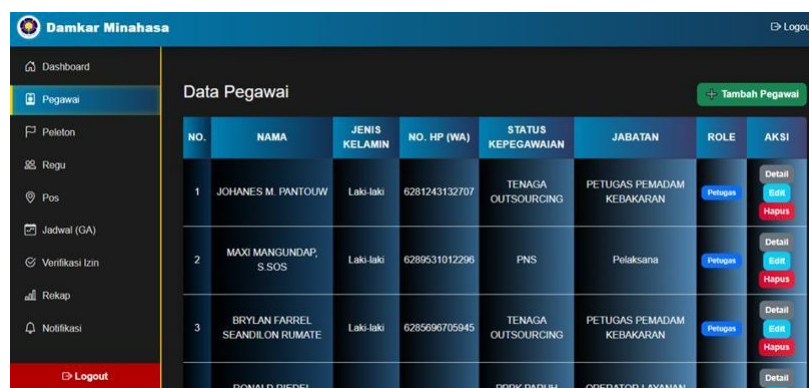 Damkar Minahasa
Logou
Dashboard
Pegawai
Peleton
Regu
Pos
Jadwal (GA)
Verifikasi Izin
Rekap
Notifikasi
Logout
Data Pegawai
Tambah Pegawai
NO. NAMA JENIS KELAMIN NO. HP (WA) STATUS KEPEGAWAIAN JABATAN ROLE AKSI
1 JOHANES M. PANTOUW Laki-laki 6281243132707 TENAGA OUTSOURCING PETUGAS PEMADAM KEBAKARAN Petugas Detail Edit Hapus
2 MAXI MANGUNDAP, S.SOS Laki-laki 6289531012296 PNS Pelaksana Petugas Detail Edit Hapus
3 BRYLAN FARREL SEANDILON RUMATE Laki-laki 6285696705945 TENAGA OUTSOURCING PETUGAS PEMADAM KEBAKARAN Petugas Detail Edit Hapus
Detail